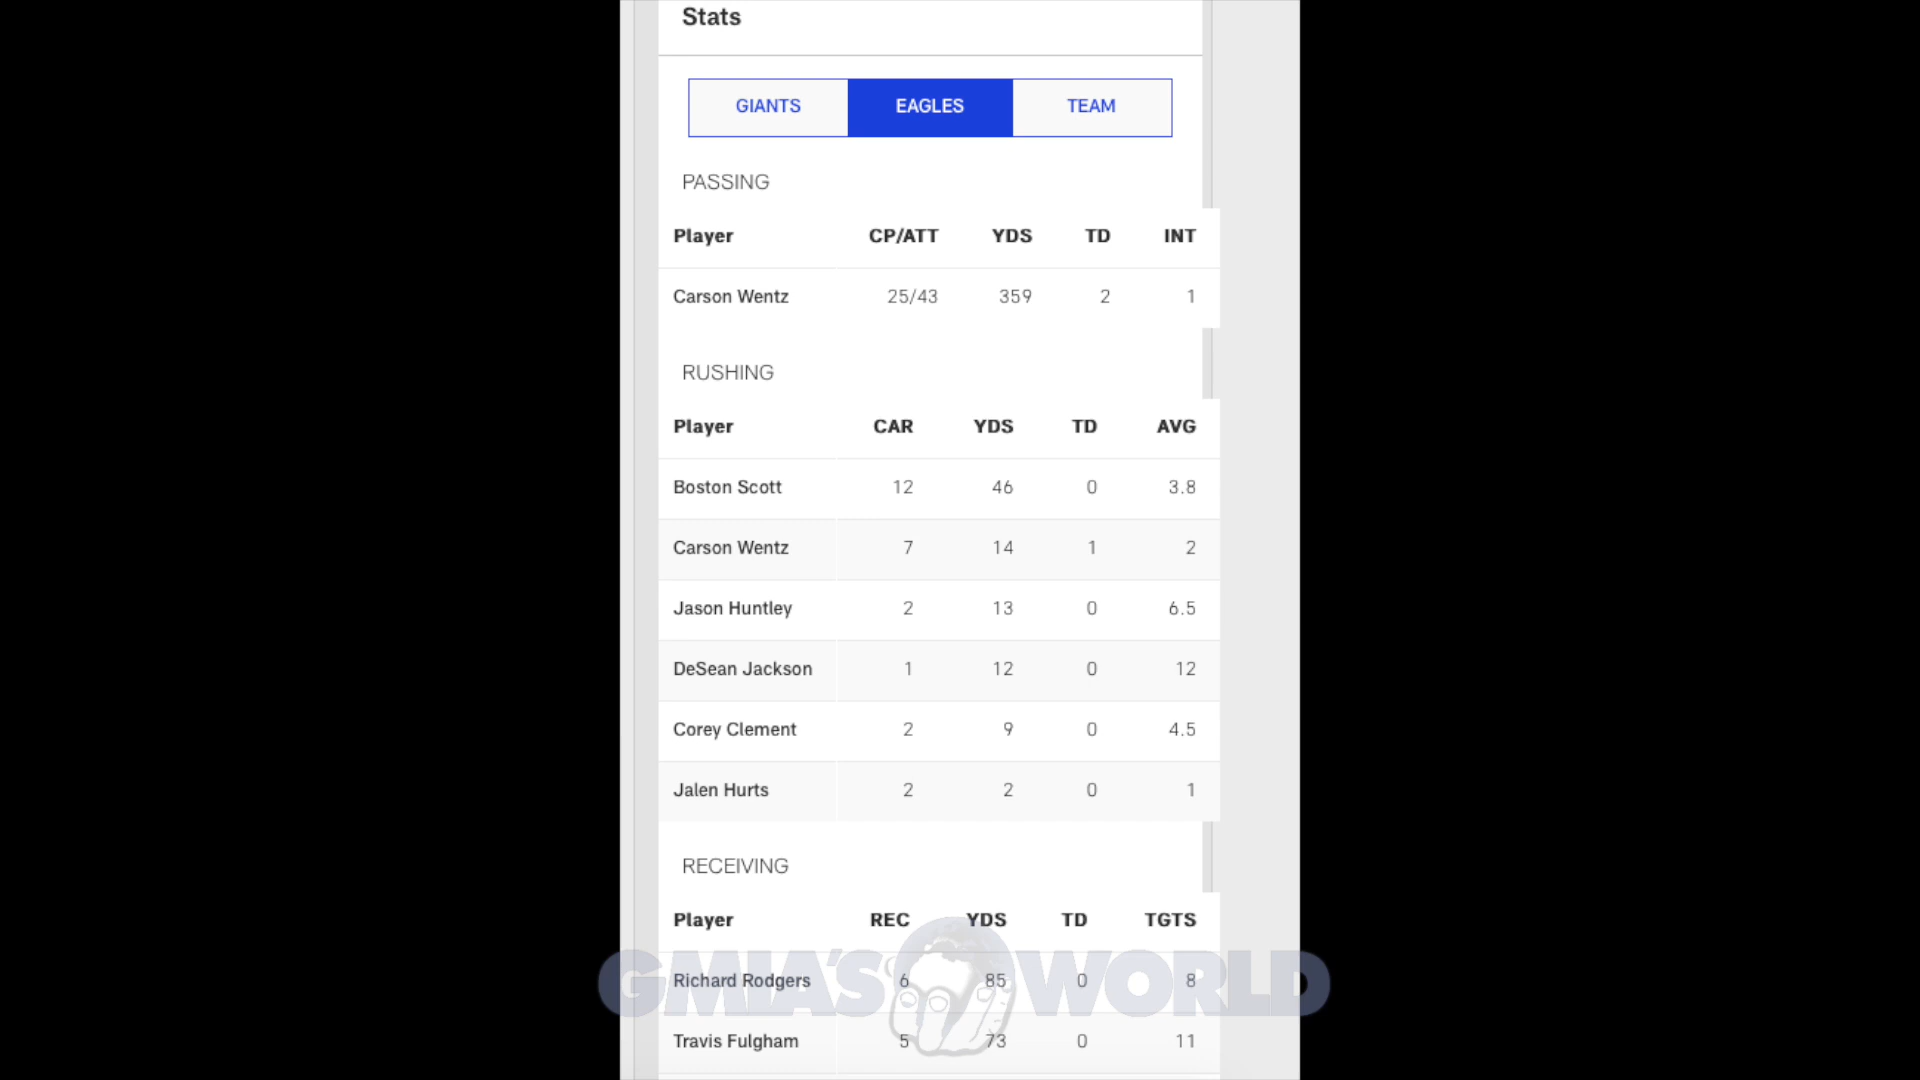 Stats
GIANTS EAGLES TEAM
PASSING
Player CP/ATT YDS TD INT
Carson Wentz 25/43 359 2 1
RUSHING
Player CAR YDS TD AVG
Boston Scott 12 46 0 3.8
Carson Wentz 7 14 1 2
Jason Huntley 2 13 0 6.5
DeSean Jackson 1 12 0 12
Corey Clement 2 9 0 4.5
Jalen Hurts 2 2 0 1
RECEIVING
Player REC YDS TD TGTS
Richard Rodgers 6 85 0 8
GMIA'S WORLD
Travis Fulgham 5 73 0 11